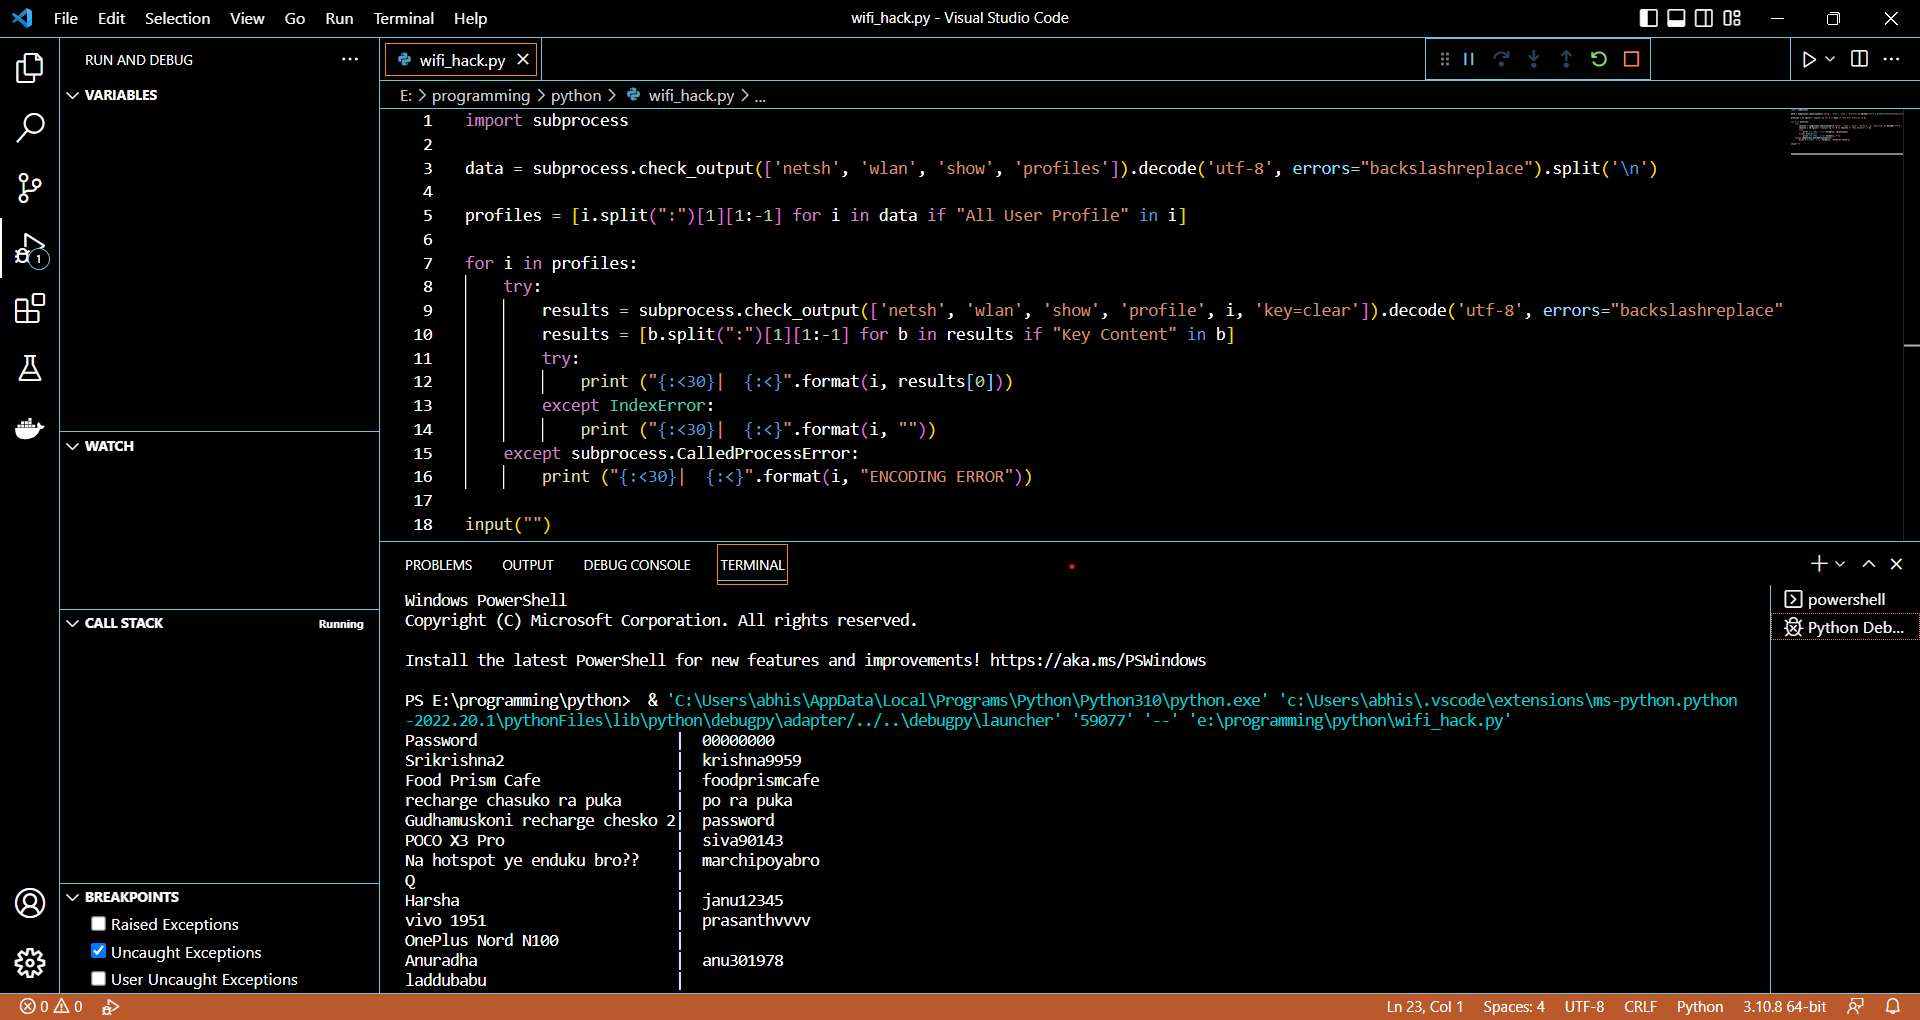 File Edit Selection View Go Run Terminal Help
wifi_hack.py - Visual Studio Code
RUN AND DEBUG
VARIABLES
WATCH
CALL STACK Running
BREAKPOINTS
Raised Exceptions
Uncaught Exceptions
User Uncaught Exceptions
1
wifi_hack.py
E: > programming > python > wifi_hack.py > ...
1 import subprocess
2
3 data = subprocess.check_output(['netsh', 'wlan', 'show', 'profiles']).decode('utf-8', errors="backslashreplace").split('\n')
4
5 profiles = [i.split(":")[1][1:-1] for i in data if "All User Profile" in i]
6
7 for i in profiles:
8 try:
9 results = subprocess.check_output(['netsh', 'wlan', 'show', 'profile', i, 'key=clear']).decode('utf-8', errors="backslashreplace"
10 results = [b.split(":")[1][1:-1] for b in results if "Key Content" in b]
11 try:
12 print ("{:<30}|  {:<}".format(i, results[0]))
13 except IndexError:
14 print ("{:<30}|  {:<}".format(i, ""))
15 except subprocess.CalledProcessError:
16 print ("{:<30}|  {:<}".format(i, "ENCODING ERROR"))
17
18 input("")
PROBLEMS OUTPUT DEBUG CONSOLE TERMINAL
powershell
Python Deb...
Windows PowerShell
Copyright (C) Microsoft Corporation. All rights reserved.
Install the latest PowerShell for new features and improvements! https://aka.ms/PSWindows
PS E:\programming\python>  & 'C:\Users\abhis\AppData\Local\Programs\Python\Python310\python.exe' 'c:\Users\abhis\.vscode\extensions\ms-python.python
-2022.20.1\pythonFiles\lib\python\debugpy\adapter/../..\debugpy\launcher' '59077' '--' 'e:\programming\python\wifi_hack.py'
Password | 00000000
Srikrishna2 | krishna9959
Food Prism Cafe | foodprismcafe
recharge chasuko ra puka | po ra puka
Gudhamuskoni recharge chesko 2| password
POCO X3 Pro | siva90143
Na hotspot ye enduku bro?? | marchipoyabro
Q |
Harsha | janu12345
vivo 1951 | prasanthvvvv
OnePlus Nord N100 |
Anuradha | anu301978
laddubabu |
0 0
Ln 23, Col 1 Spaces: 4 UTF-8 CRLF Python 3.10.8 64-bit